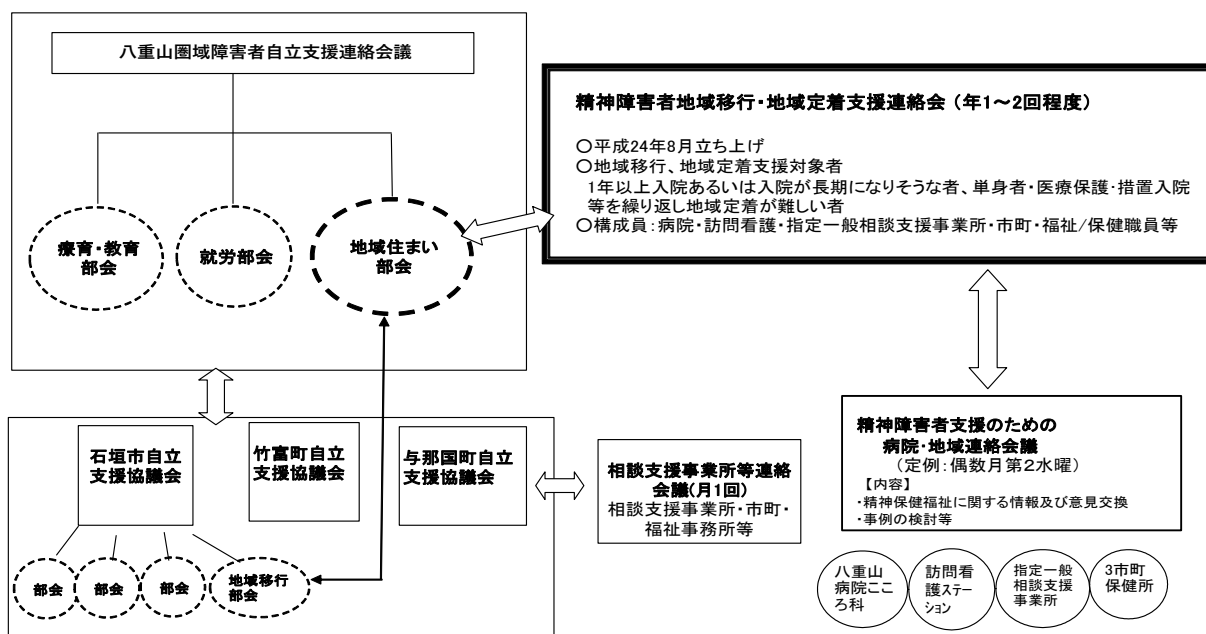 八重山圏域障害者自立支援連絡会議
療育・教育
部会
就労部会
地域住まい
部会
精神障害者地域移行・地域定着支援連絡会（年1～2回程度）
〇平成24年8月立ち上げ
〇地域移行、地域定着支援対象者
1年以上入院あるいは入院が長期になりそうな者、単身者・医療保護・措置入院
等を繰り返し地域定着が難しい者
〇構成員：病院・訪問看護・指定一般相談支援事業所・市町・福祉/保健職員等
石垣市自立
支援協議会
竹富町自立
支援協議会
与那国町自立
支援協議会
部会
部会
部会
地域移行
部会
相談支援事業所等連絡
会議(月1回)
相談支援事業所・市町・
福祉事務所等
精神障害者支援のための
病院・地域連絡会議
（定例：偶数月第２水曜）
【内容】
・精神保健福祉に関する情報及び意見交換
・事例の検討等
八重山
病院ここ
ろ科
訪問看
護ステー
ション
指定一般
相談支援
事業所
3市町
保健所